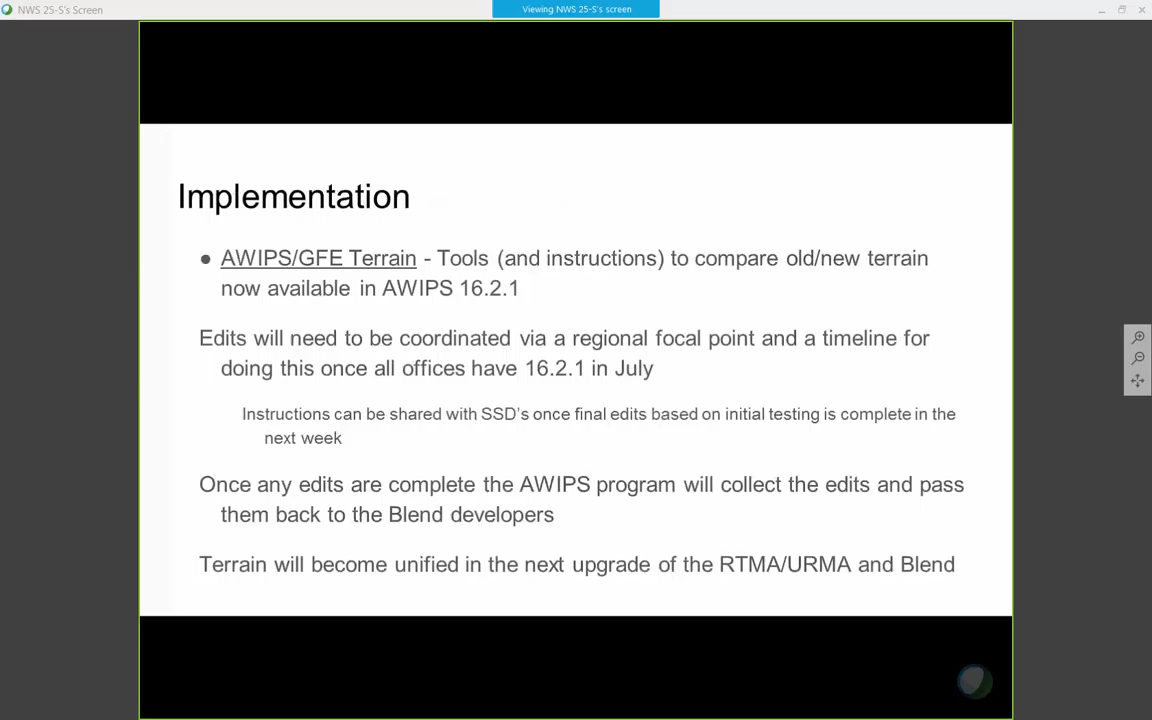 NWS 25-S's Screen
Viewing NWS 25-S's screen
Implementation
● AWIPS/GFE Terrain - Tools (and instructions) to compare old/new terrain
now available in AWIPS 16.2.1
Edits will need to be coordinated via a regional focal point and a timeline for
doing this once all offices have 16.2.1 in July
Instructions can be shared with SSD's once final edits based on initial testing is complete in the
next week
Once any edits are complete the AWIPS program will collect the edits and pass
them back to the Blend developers
Terrain will become unified in the next upgrade of the RTMA/URMA and Blend